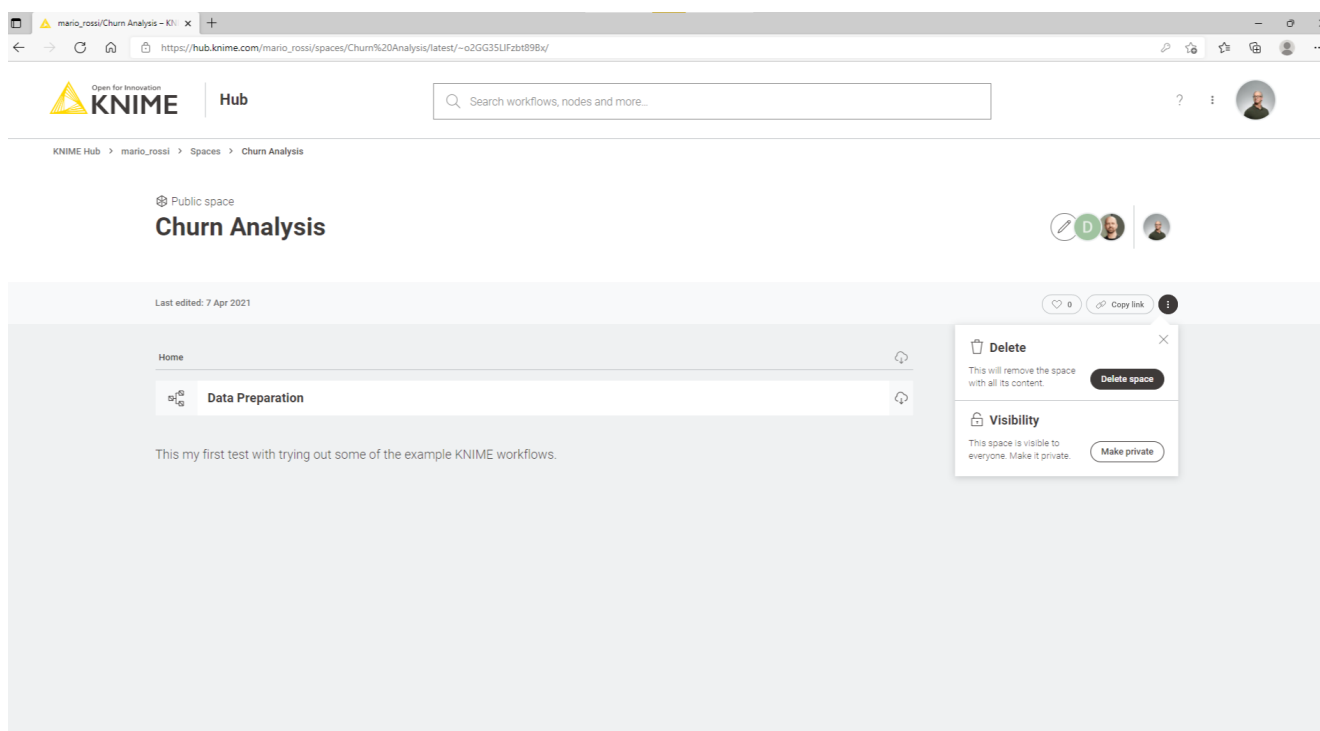 mario_rossi/Churn Analysis – KN
https://hub.knime.com/mario_rossi/spaces/Churn%20Analysis/latest/~o2GG35LIFzbt89Bx/
Open for Innovation
KNIME
Hub
Search workflows, nodes and more...
?
KNIME Hub > mario_rossi > Spaces > Churn Analysis
Public space
Churn Analysis
D
Last edited: 7 Apr 2021
0
Copy link
Home
Data Preparation
This my first test with trying out some of the example KNIME workflows.
Delete
This will remove the space
with all its content.
Delete space
Visibility
This space is visible to
everyone. Make it private.
Make private